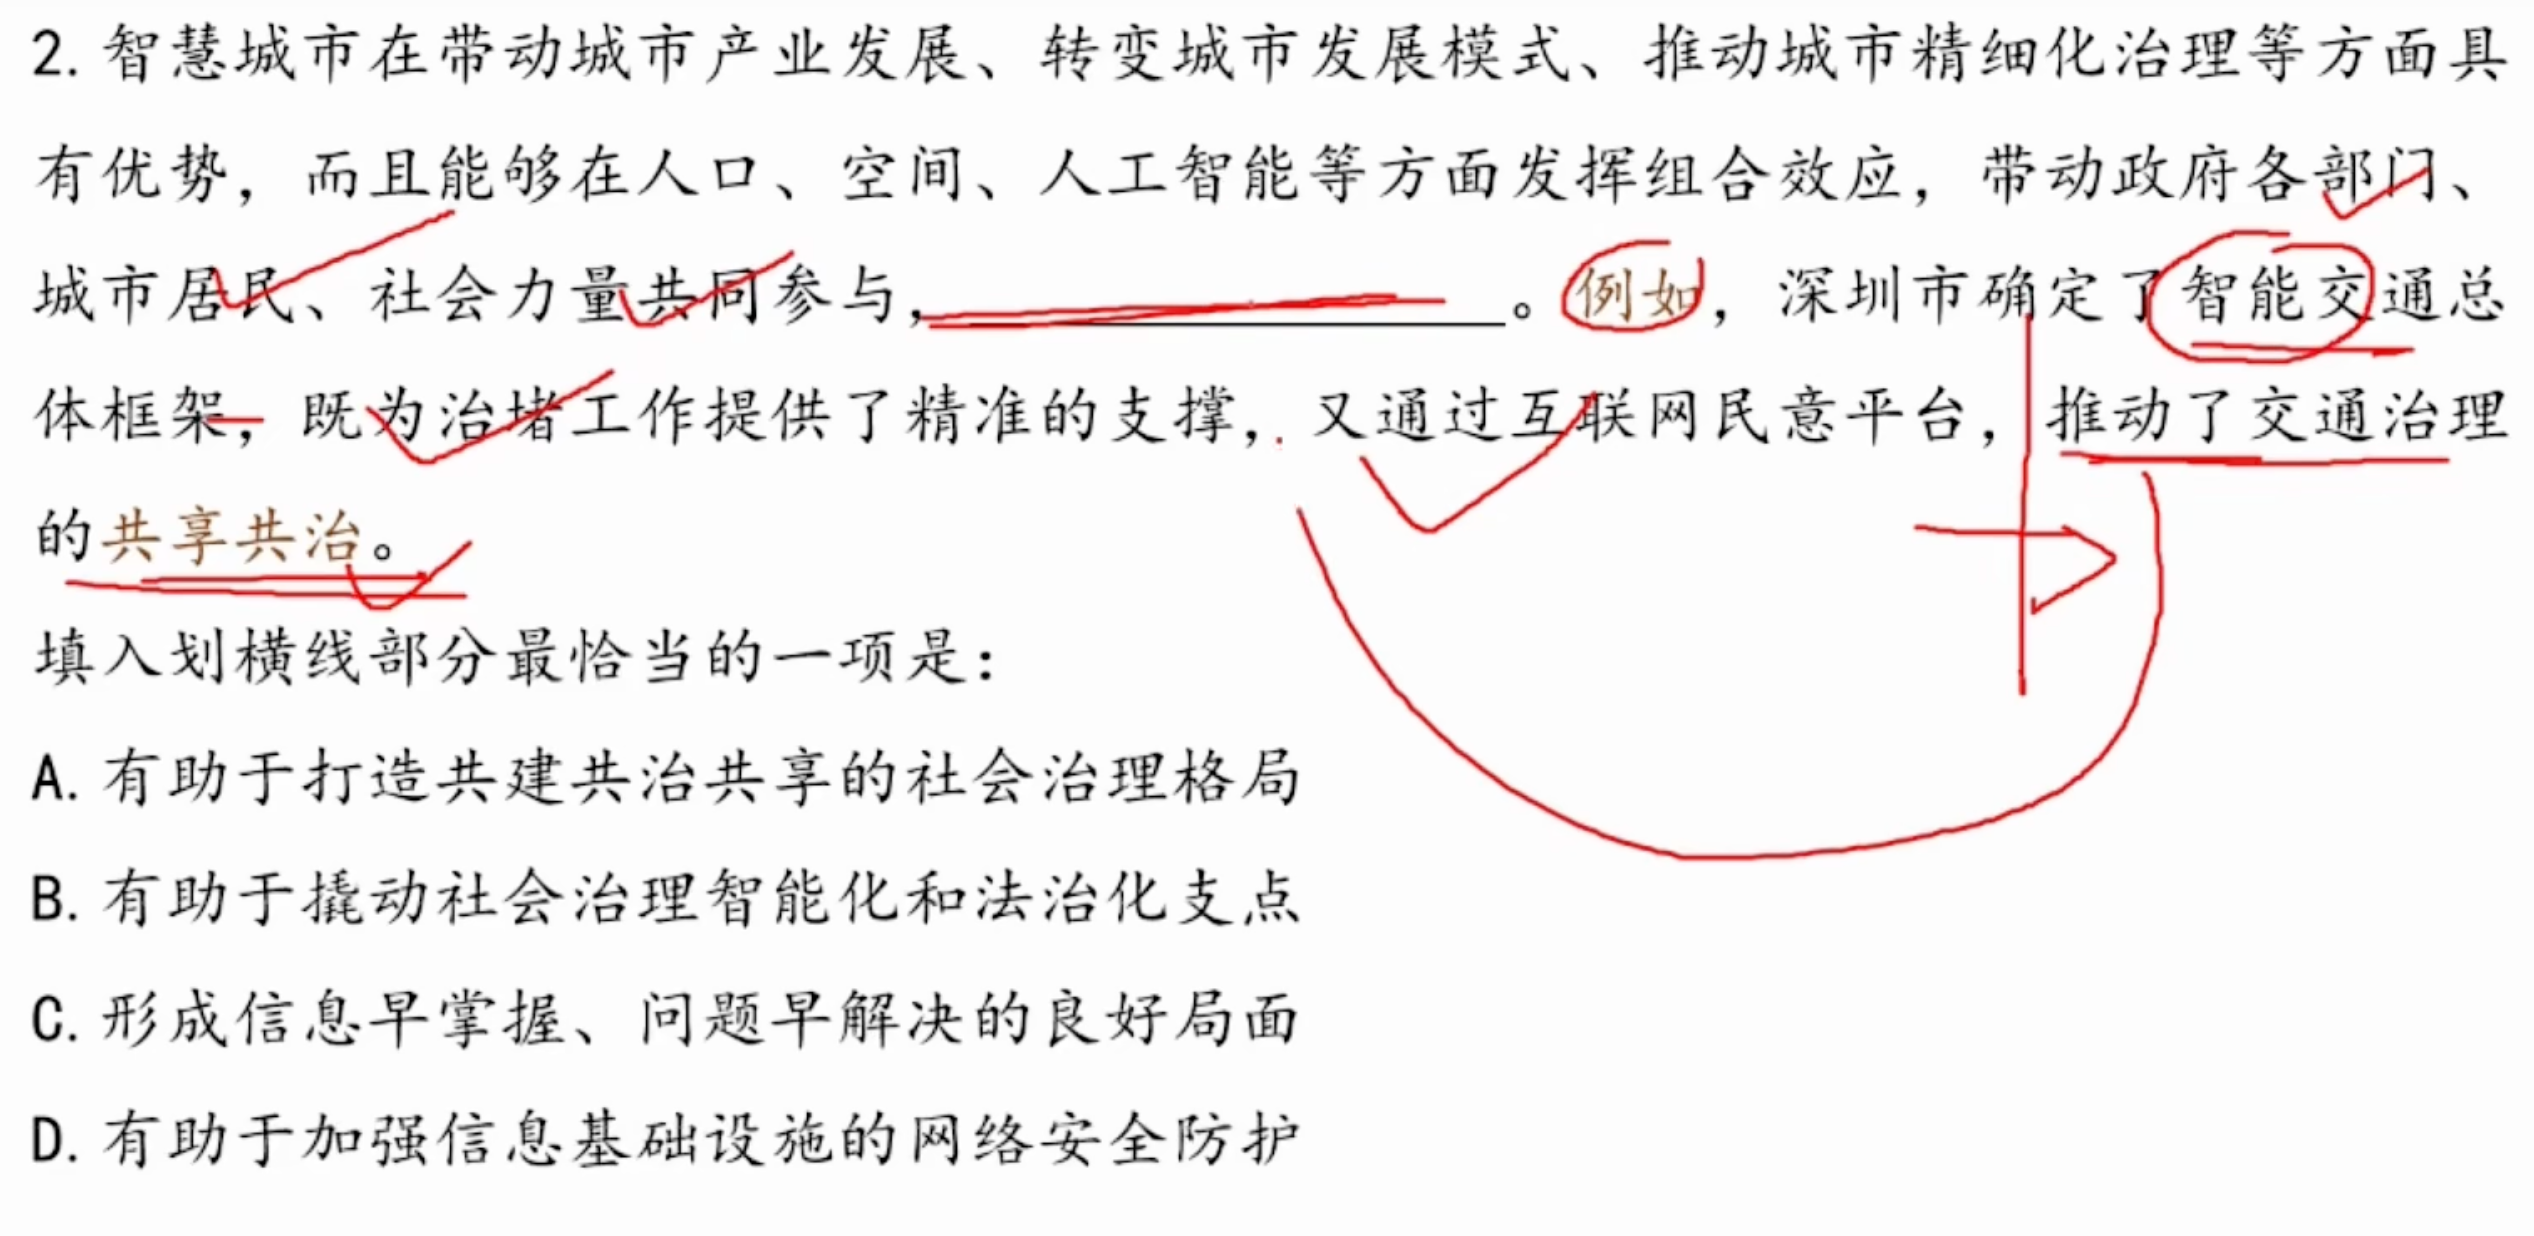 2. 智慧城市在带动城市产业发展、转变城市发展模式、推动城市精细化治理等方面具
有优势，而且能够在人口、空间、人工智能等方面发挥组合效应，带动政府各部门、
城市居民、社会力量共同参与，____________。例如，深圳市确定了智能交通总
体框架，既为治堵工作提供了精准的支撑，又通过互联网民意平台，推动了交通治理
的共享共治。
填入划横线部分最恰当的一项是：
A. 有助于打造共建共治共享的社会治理格局
B. 有助于撬动社会治理智能化和法治化支点
C. 形成信息早掌握、问题早解决的良好局面
D. 有助于加强信息基础设施的网络安全防护